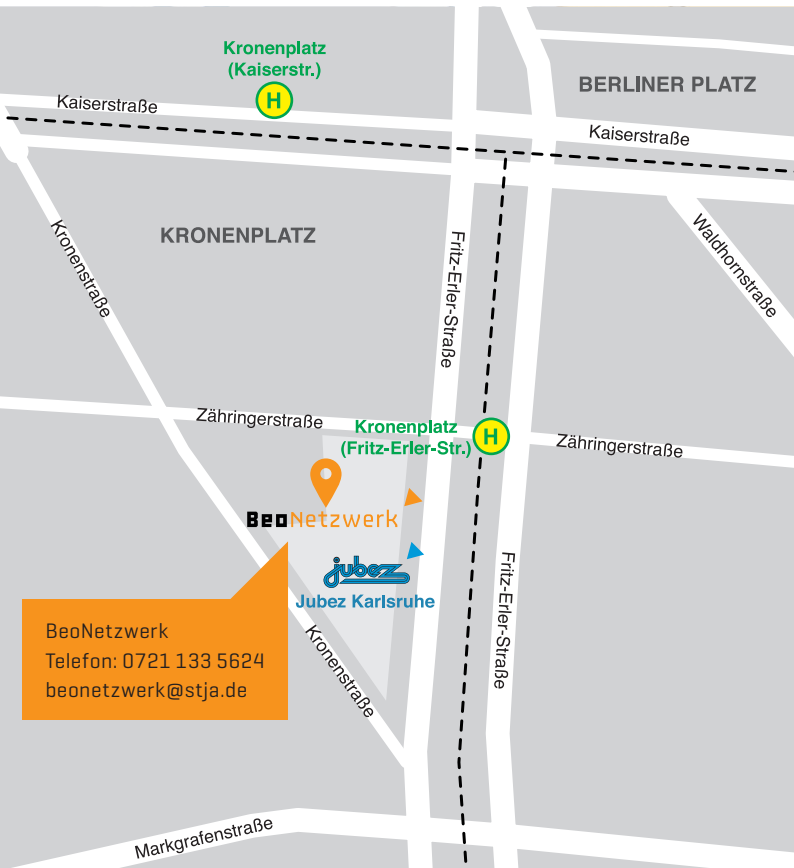 Kronenplatz
(Kaiserstr.)
H
BERLINER PLATZ
Kaiserstraße
Kaiserstraße
KRONENPLATZ
Kronenstraße
Fritz-Erler-Straße
Waldhornstraße
Zähringerstraße
Kronenplatz
(Fritz-Erler-Str.)
H
Zähringerstraße
BeoNetzwerk
jubez
Jubez Karlsruhe
Fritz-Erler-Straße
BeoNetzwerk
Telefon: 0721 133 5624
beonetzwerk@stja.de
Kronenstraße
Markgrafenstraße